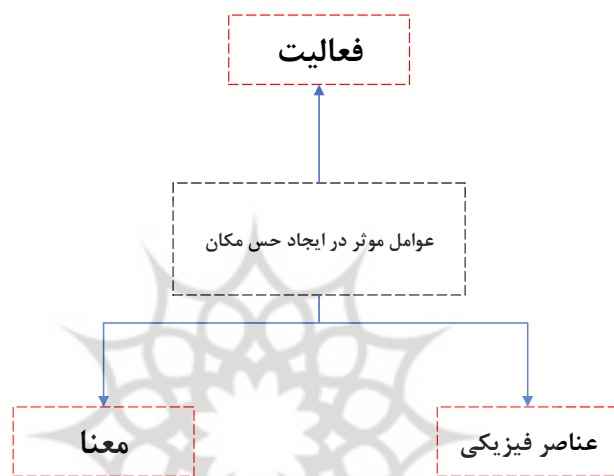 فعالیت
عوامل موثر در ایجاد حس مکان
عناصر فیزیکی
معنا